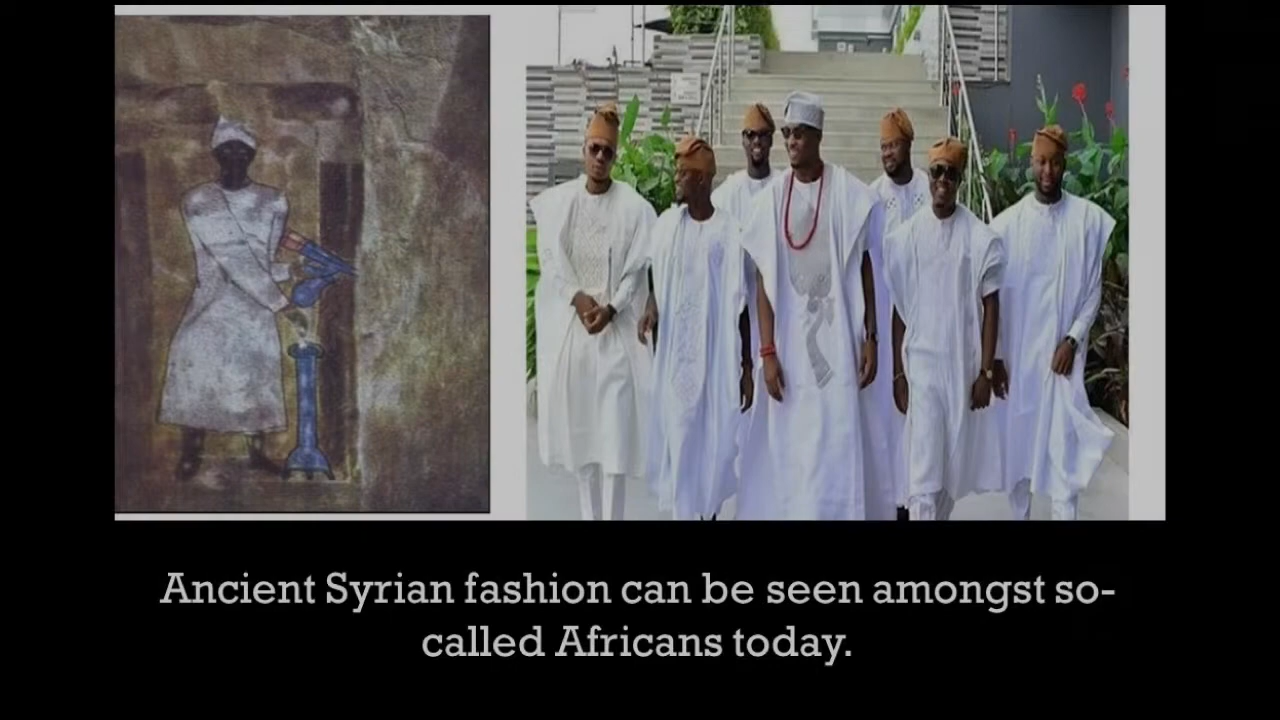 Ancient Syrian fashion can be seen amongst so-
called Africans today.